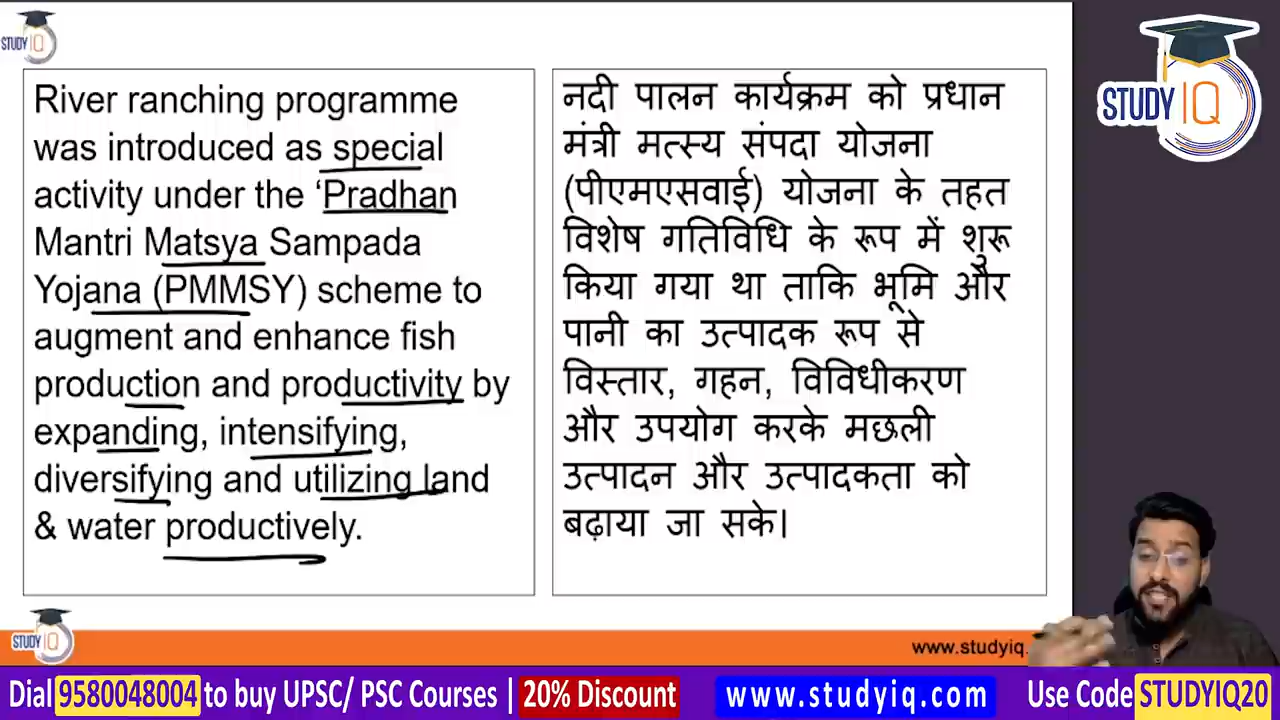 STUDY IQ
River ranching programme
was introduced as special
activity under the ‘Pradhan
Mantri Matsya Sampada
Yojana (PMMSY) scheme to
augment and enhance fish
production and productivity by
expanding, intensifying,
diversifying and utilizing land
& water productively.
नदी पालन कार्यक्रम को प्रधान
मंत्री मत्स्य संपदा योजना
(पीएमएसवाई) योजना के तहत
विशेष गतिविधि के रूप में शुरू
किया गया था ताकि भूमि और
पानी का उत्पादक रूप से
विस्तार, गहन, विविधीकरण
और उपयोग करके मछली
उत्पादन और उत्पादकता को
बढ़ाया जा सके।
STUDY IQ
STUDY IQ
www.studyiq.
Dial 9580048004 to buy UPSC/ PSC Courses | 20% Discount www.studyiq.com Use Code STUDYIQ20